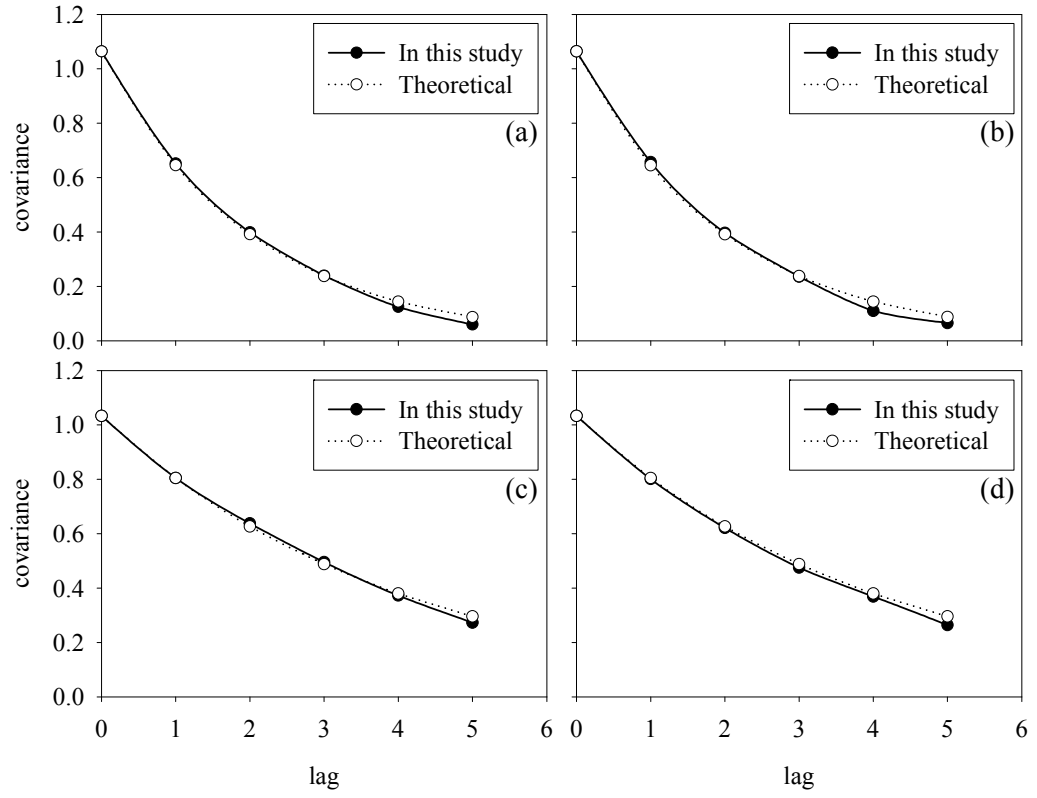 1.2
1.0
0.8
0.6
0.4
0.2
0.0
covariance
In this study
Theoretical
(a)
In this study
Theoretical
(b)
1.2
1.0
0.8
0.6
0.4
0.2
0.0
covariance
In this study
Theoretical
(c)
0 1 2 3 4 5 6
lag
In this study
Theoretical
(d)
0 1 2 3 4 5 6
lag